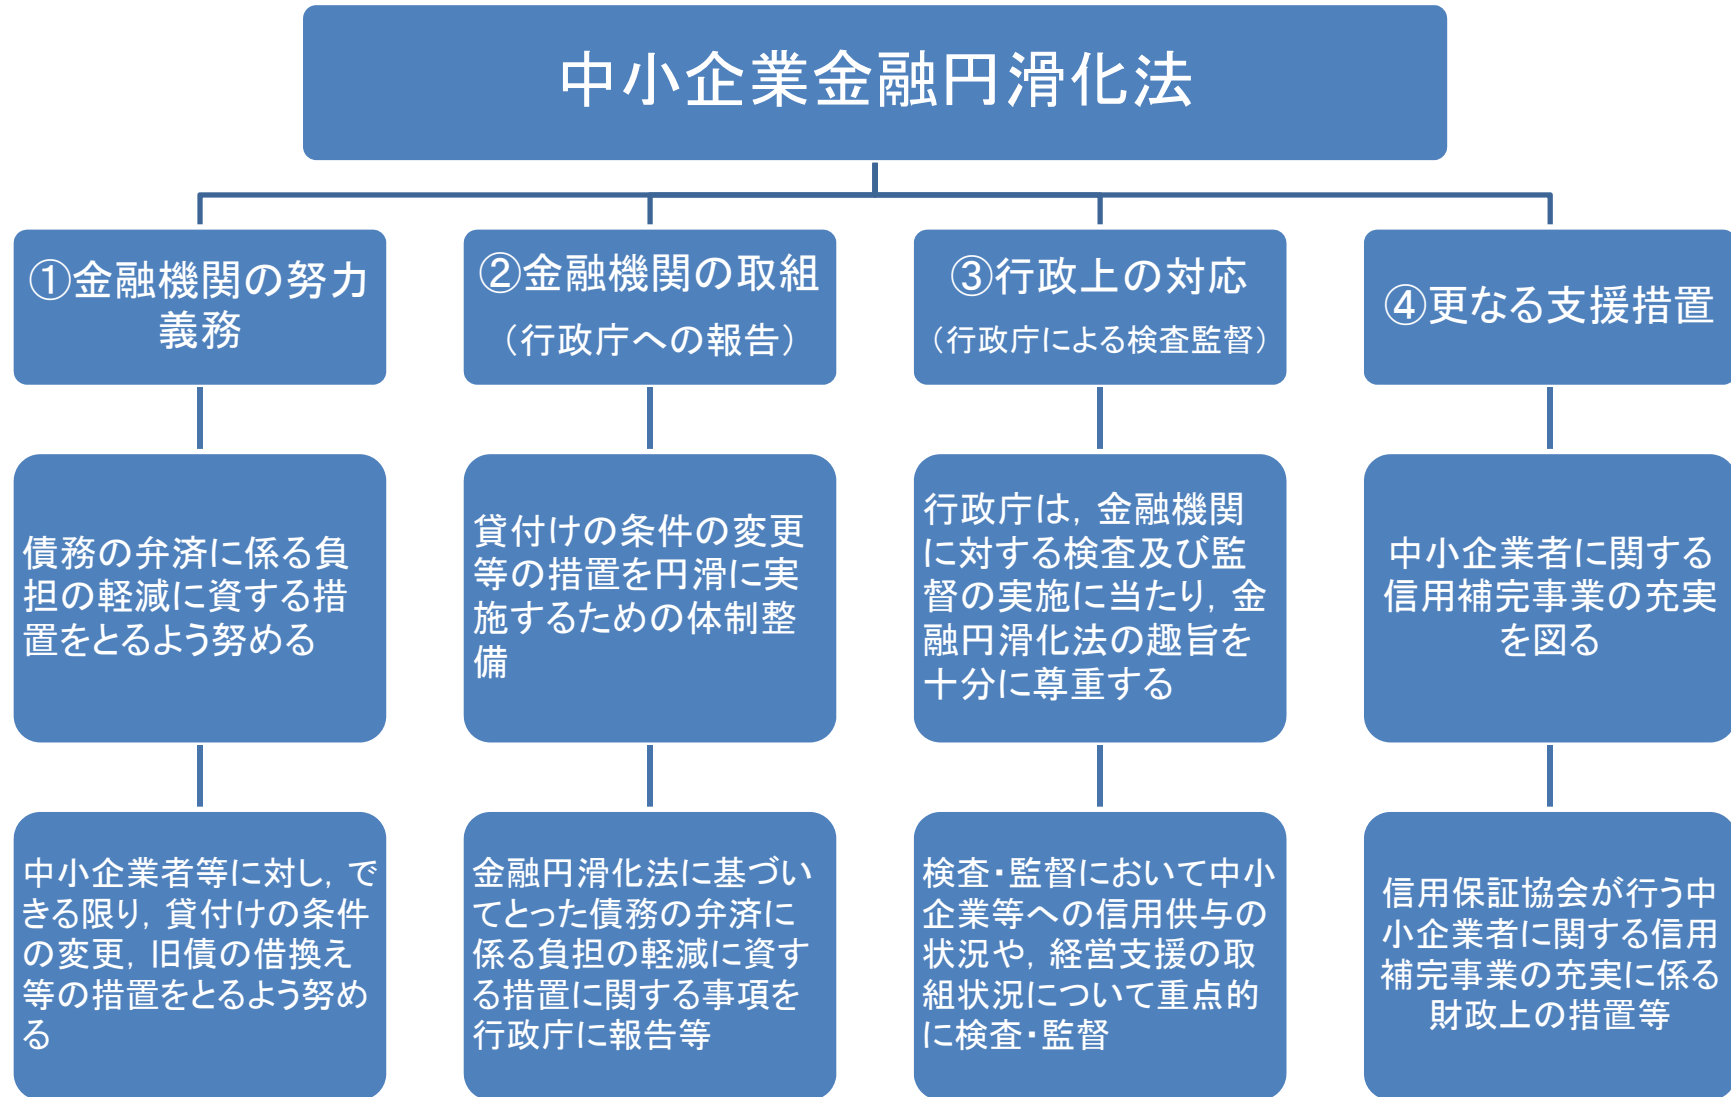 中小企業金融円滑化法
①金融機関の努力
義務
②金融機関の取組
（行政庁への報告）
③行政上の対応
（行政庁による検査監督）
④更なる支援措置
債務の弁済に係る負
担の軽減に資する措
置をとるよう努める
貸付けの条件の変更
等の措置を円滑に実
施するための体制整
備
行政庁は，金融機関
に対する検査及び監
督の実施に当たり，金
融円滑化法の趣旨を
十分に尊重する
中小企業者に関する
信用補完事業の充実
を図る
中小企業者等に対し，で
きる限り，貸付けの条件
の変更，旧債の借換え
等の措置をとるよう努め
る
金融円滑化法に基づい
てとった債務の弁済に
係る負担の軽減に資す
る措置に関する事項を
行政庁に報告等
検査・監督において中小
企業等への信用供与の
状況や，経営支援の取
組状況について重点的
に検査・監督
信用保証協会が行う中
小企業者に関する信用
補完事業の充実に係る
財政上の措置等